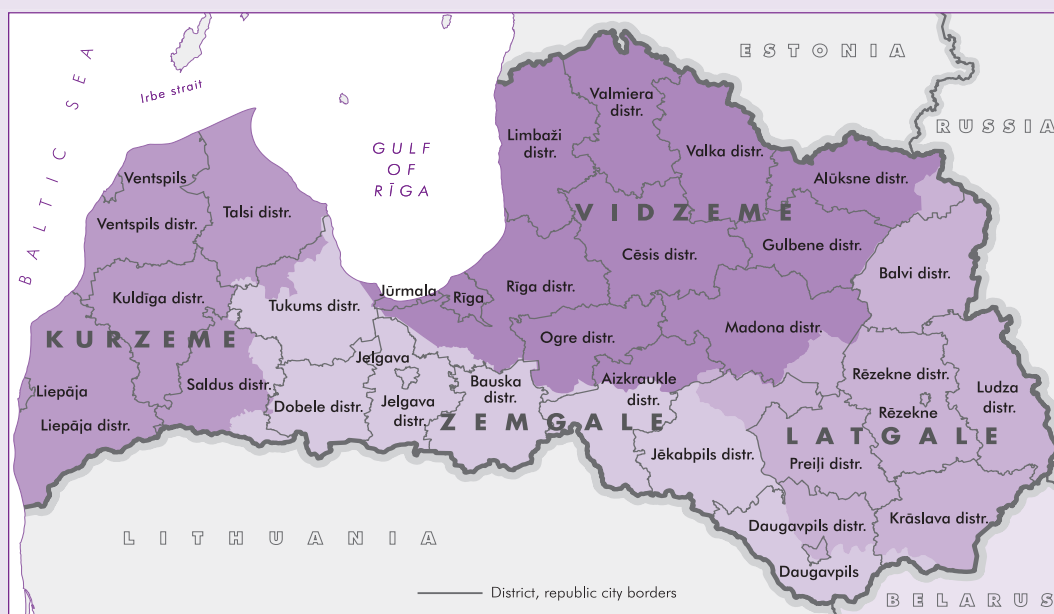 ESTONIA
BALTIC SEA
Irbe strait
RUSSIA
GULF
OF
RĪGA
Valmiera
distr.
Limbaži
distr.
Valka distr.
Alūksne distr.
Ventspils
Talsi distr.
VIDZEME
Ventspils distr.
Gulbene distr.
Cēsis distr.
Balvi distr.
Kuldīga distr.
Tukums distr.
Jūrmala
Rīga
Rīga distr.
KURZEME
Ogre distr.
Madona distr.
Jelgava
Rēzekne distr.
Liepāja
Saldus distr.
Bauska
distr.
Aizkraukle
distr.
Ludza
distr.
Dobele distr.
Jelgava
distr.
Rēzekne
Liepāja distr.
ZEMGALE
LATGALE
Jēkabpils distr.
Preiļi distr.
Daugavpils distr.
Krāslava distr.
LITHUANIA
Daugavpils
District, republic city borders
BELARUS